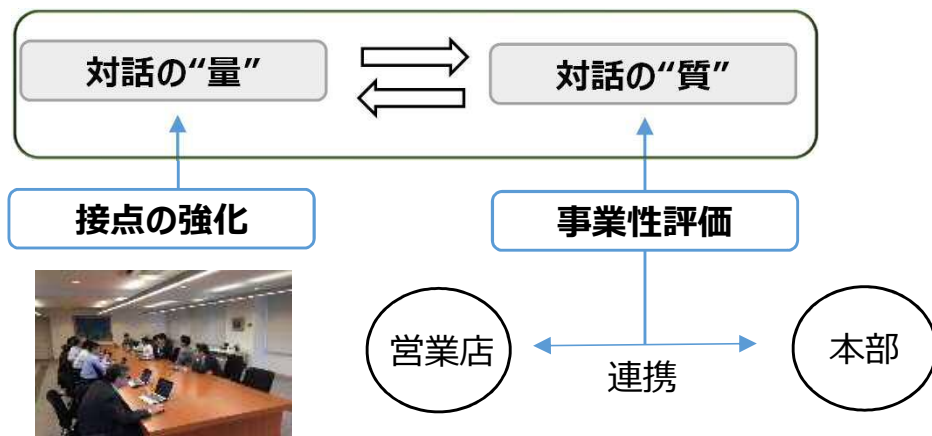 対話の“量”
対話の“質”
接点の強化
事業性評価
営業店
連携
本部